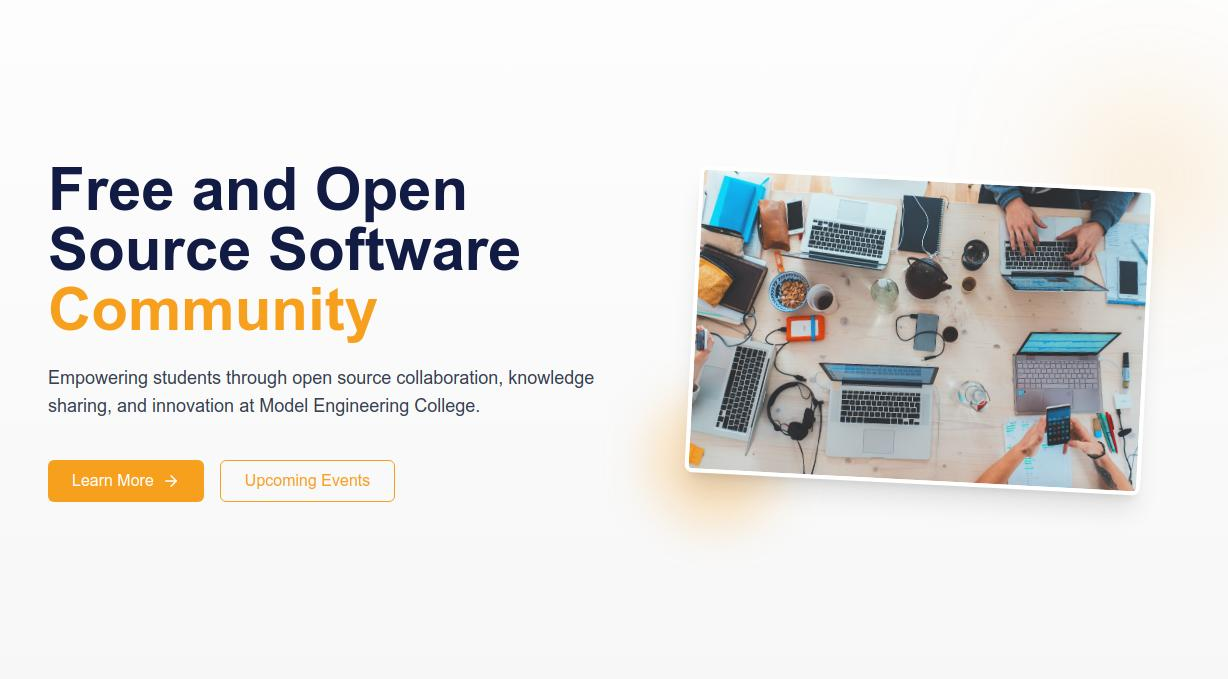 Free and Open
Source Software
Community
Empowering students through open source collaboration, knowledge
sharing, and innovation at Model Engineering College.
Learn More
Upcoming Events